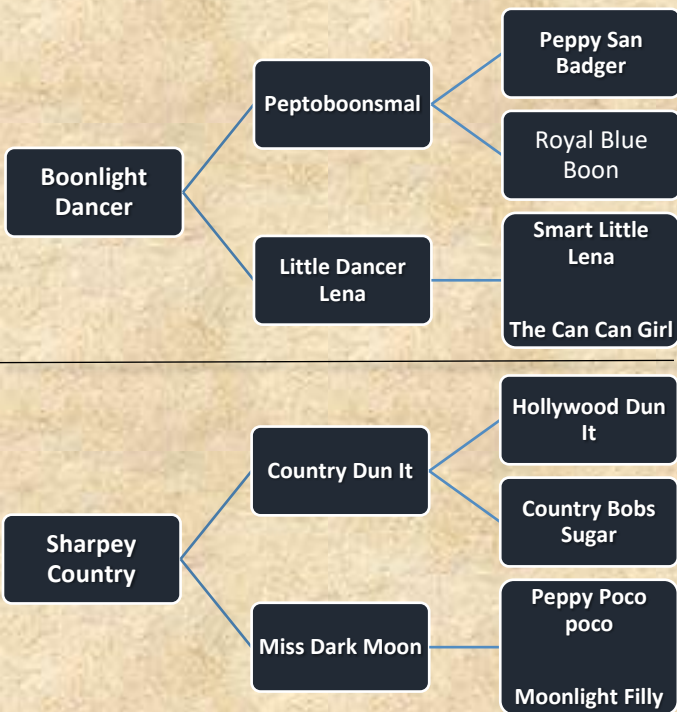 Peppy San
Badger
Peptoboonsmal
Royal Blue
Boon
Boonlight
Dancer
Smart Little
Lena
Little Dancer
Lena
The Can Can Girl
Hollywood Dun
It
Country Dun It
Country Bobs
Sugar
Sharpey
Country
Peppy Poco
poco
Miss Dark Moon
Moonlight Filly